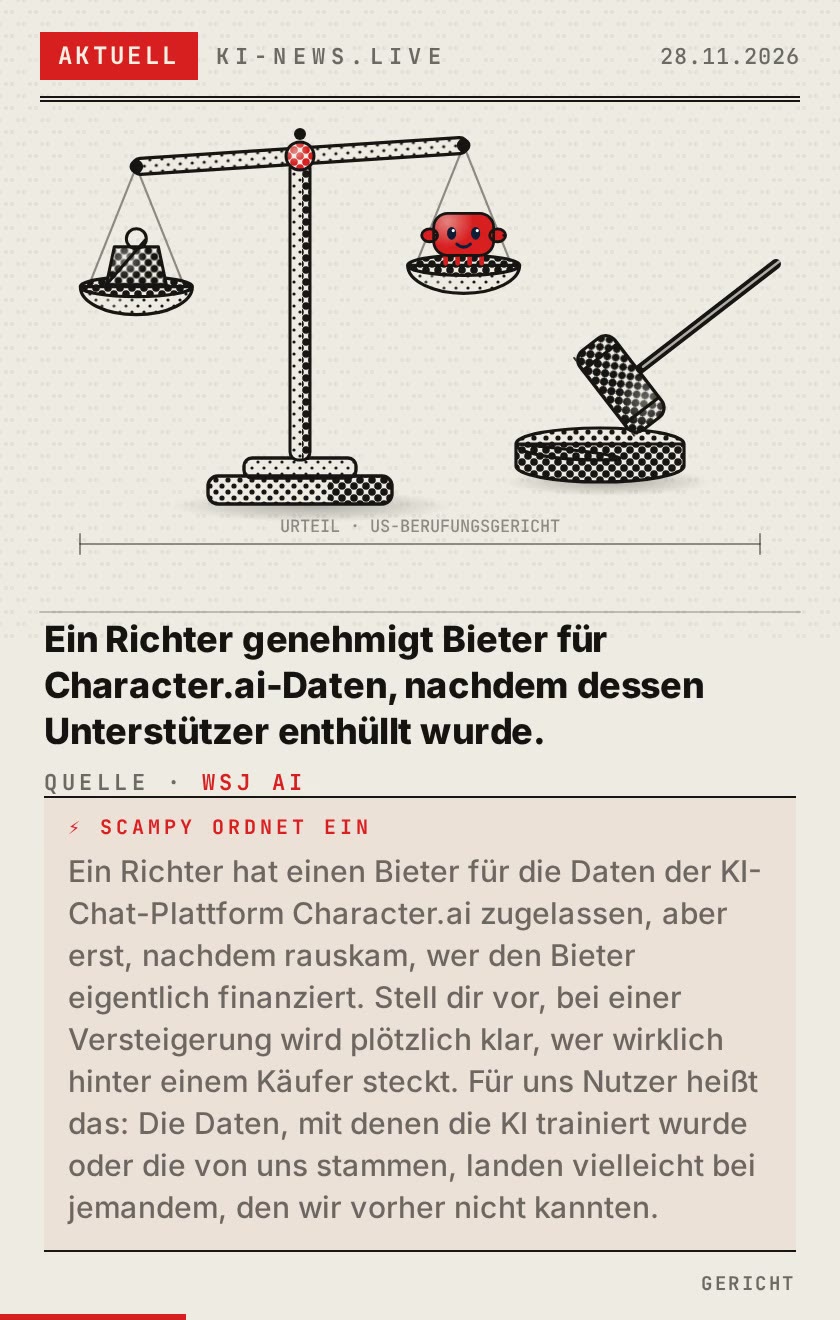 AKTUELL KI-NEWS.LIVE 28.11.2026
URTEIL · US-BERUFUNGSGERICHT
Ein Richter genehmigt Bieter für
Character.ai-Daten, nachdem dessen
Unterstützer enthüllt wurde.
QUELLE · WSJ AI
⚡ SCAMPY ORDNET EIN
Ein Richter hat einen Bieter für die Daten der KI-
Chat-Plattform Character.ai zugelassen, aber
erst, nachdem rauskam, wer den Bieter
eigentlich finanziert. Stell dir vor, bei einer
Versteigerung wird plötzlich klar, wer wirklich
hinter einem Käufer steckt. Für uns Nutzer heißt
das: Die Daten, mit denen die KI trainiert wurde
oder die von uns stammen, landen vielleicht bei
jemandem, den wir vorher nicht kannten.
GERICHT